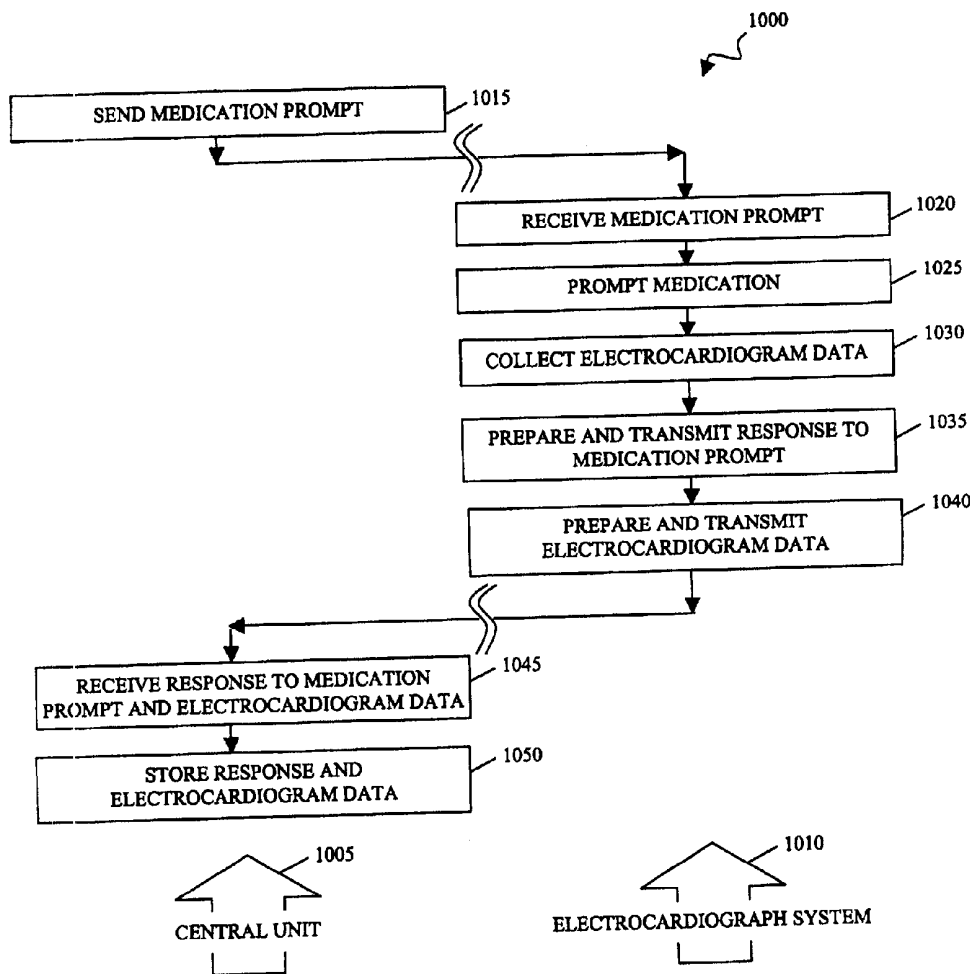 1000
SEND MEDICATION PROMPT
1015
RECEIVE MEDICATION PROMPT
1020
PROMPT MEDICATION
1025
COLLECT ELECTROCARDIOGRAM DATA
1030
PREPARE AND TRANSMIT RESPONSE TO
MEDICATION PROMPT
1035
PREPARE AND TRANSMIT
ELECTROCARDIOGRAM DATA
1040
RECEIVE RESPONSE TO MEDICATION
PROMPT AND ELECTROCARDIOGRAM DATA
1045
STORE RESPONSE AND
ELECTROCARDIOGRAM DATA
1050
1005
CENTRAL UNIT
1010
ELECTROCARDIOGRAPH SYSTEM